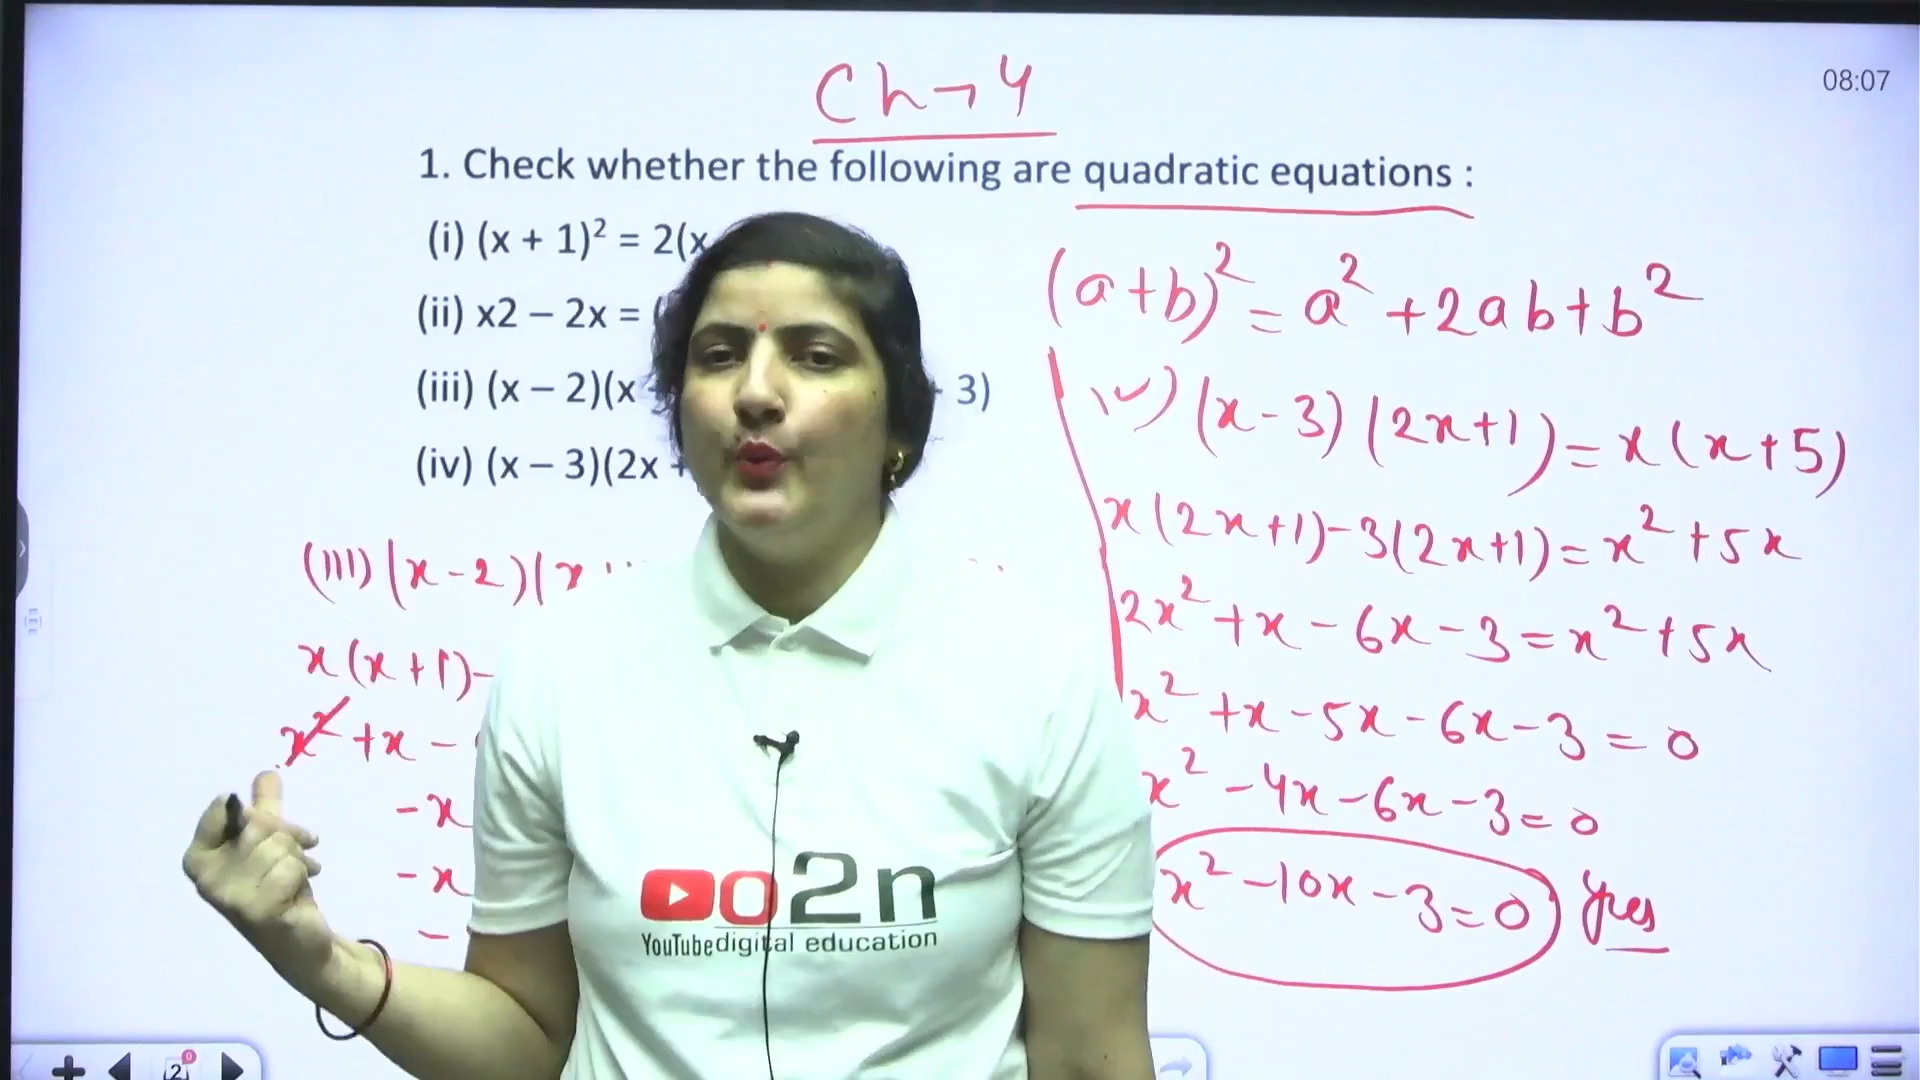 Ch → 4
08:07
1. Check whether the following are quadratic equations :
(i) (x + 1)² = 2(x
(ii) x2 – 2x = (
(iii) (x – 2)(x 3)
(iv) (x – 3)(2x +
(a+b)² = a² + 2ab + b²
iv) (x-3) (2x+1) = x(x+5)
x(2x+1)-3(2x+1) = x² + 5x
2x² + x - 6x - 3 = x² + 5x
x² + x - 5x - 6x - 3 = 0
x² - 4x - 6x - 3 = 0
x² - 10x - 3 = 0 Yes
(iii) (x-2)(x
x(x+1)-
x² + x -
-x
-x
-
o2n
YouTube digital education
2
0